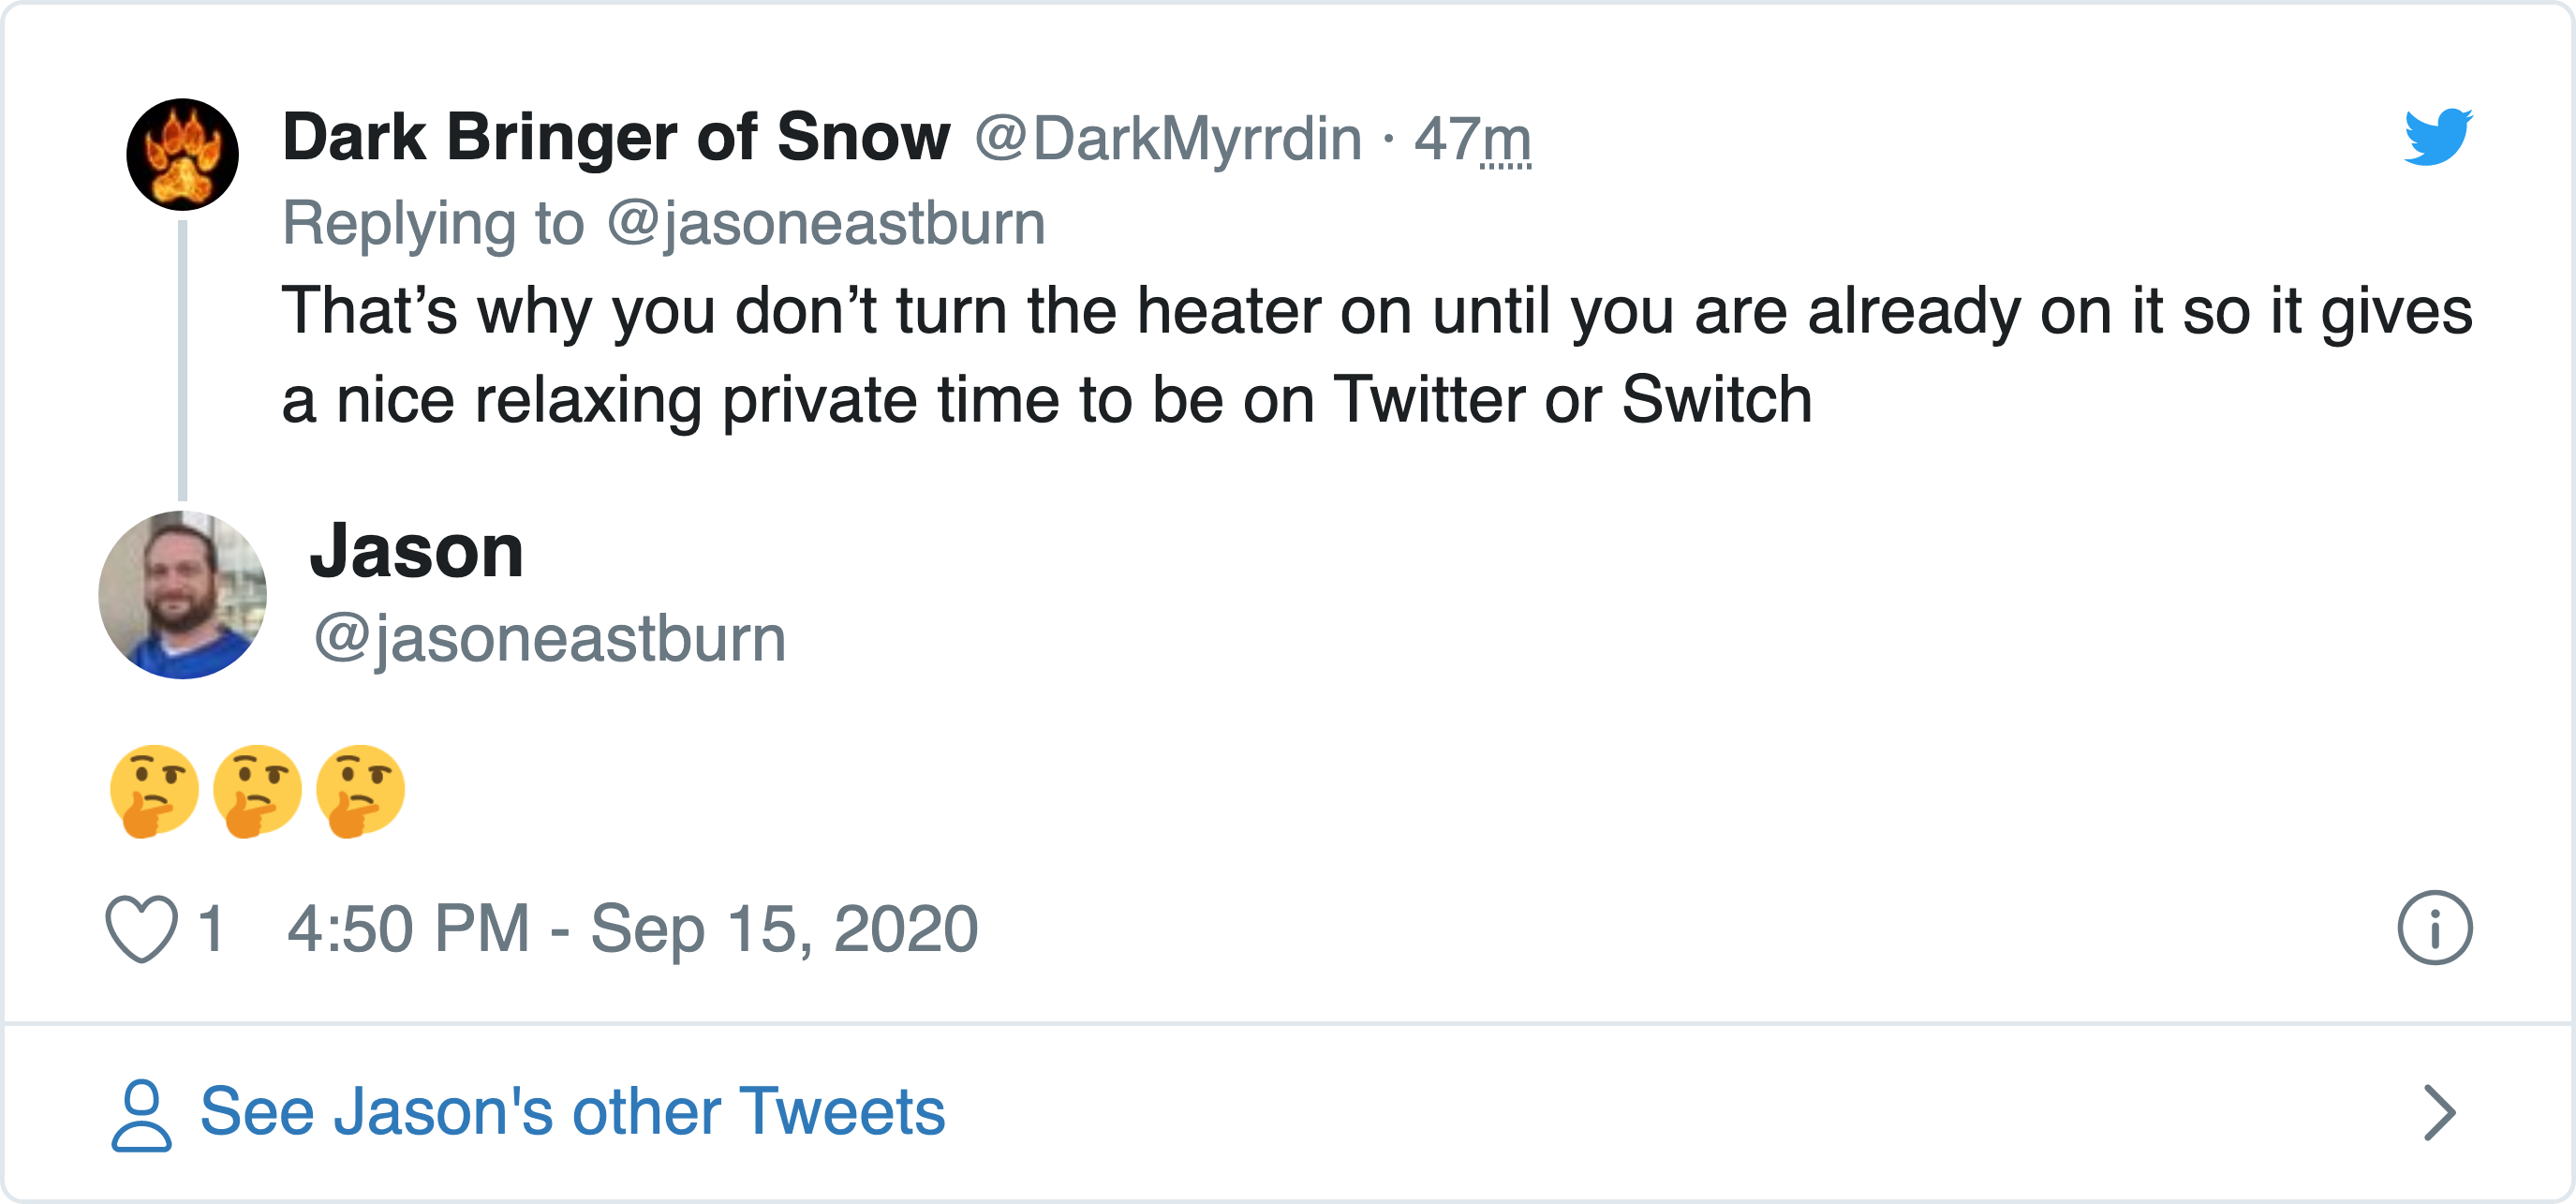 Dark Bringer of Snow @DarkMyrrdin · 47m
Replying to @jasoneastburn
That’s why you don’t turn the heater on until you are already on it so it gives
a nice relaxing private time to be on Twitter or Switch
Jason
@jasoneastburn
🤔🤔🤔
1 4:50 PM - Sep 15, 2020
See Jason's other Tweets